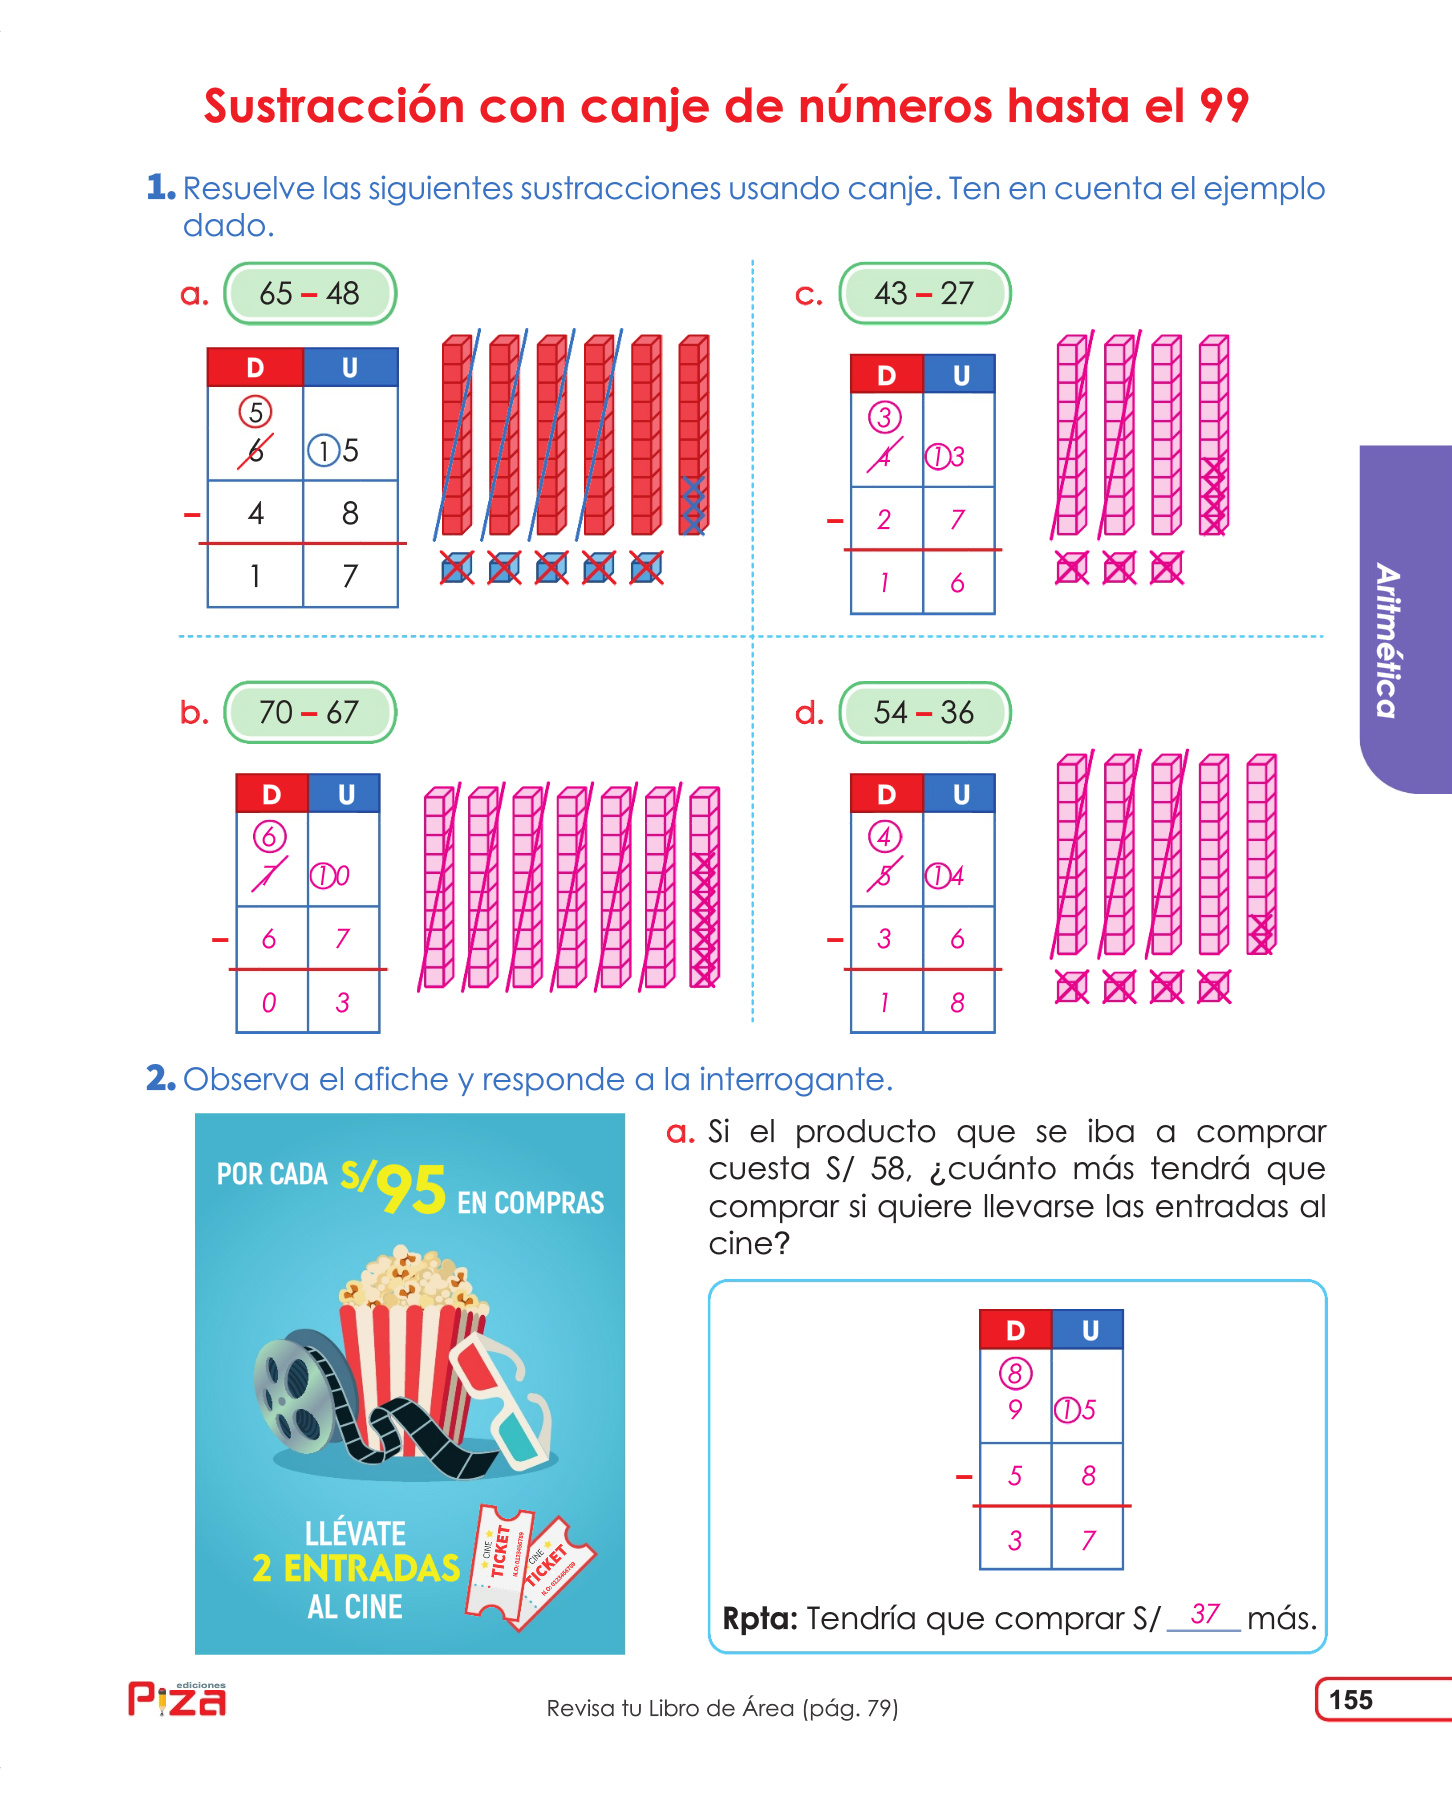 Sustracción con canje de números hasta el 99
1. Resuelve las siguientes sustracciones usando canje. Ten en cuenta el ejemplo
dado.
a. 65 – 48
D U
5
6 15
– 4 8
1 7
c. 43 – 27
D U
3
4 13
– 2 7
1 6
b. 70 – 67
D U
6
7 10
– 6 7
0 3
d. 54 – 36
D U
4
5 14
– 3 6
1 8
Aritmética
2. Observa el afiche y responde a la interrogante.
POR CADA S/95 EN COMPRAS
LLÉVATE
2 ENTRADAS
AL CINE
CINE
TICKET
N.O: 0123456789
CINE
TICKET
N.O: 0123456789
a. Si el producto que se iba a comprar
cuesta S/ 58, ¿cuánto más tendrá que
comprar si quiere llevarse las entradas al
cine?
D U
8
9 15
– 5 8
3 7
Rpta: Tendría que comprar S/ 37 más.
ediciones
Piza
Revisa tu Libro de Área (pág. 79)
155